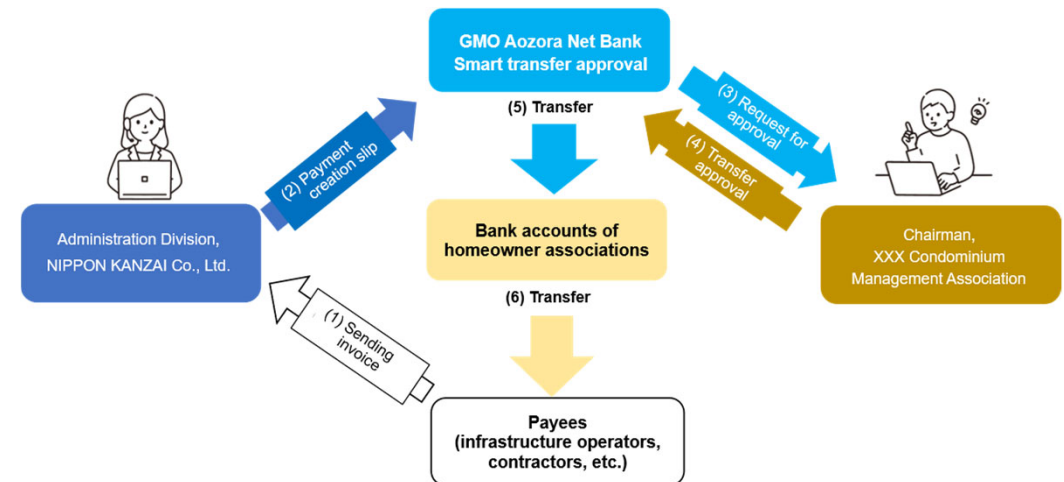 GMO Aozora Net Bank
Smart transfer approval
(5) Transfer
(3) Request for
approval
(4) Transfer
approval
(2) Payment
creation slip
Administration Division,
NIPPON KANZAI Co., Ltd.
Bank accounts of
homeowner associations
Chairman,
XXX Condominium
Management Association
(6) Transfer
(1) Sending
invoice
Payees
(infrastructure operators,
contractors, etc.)